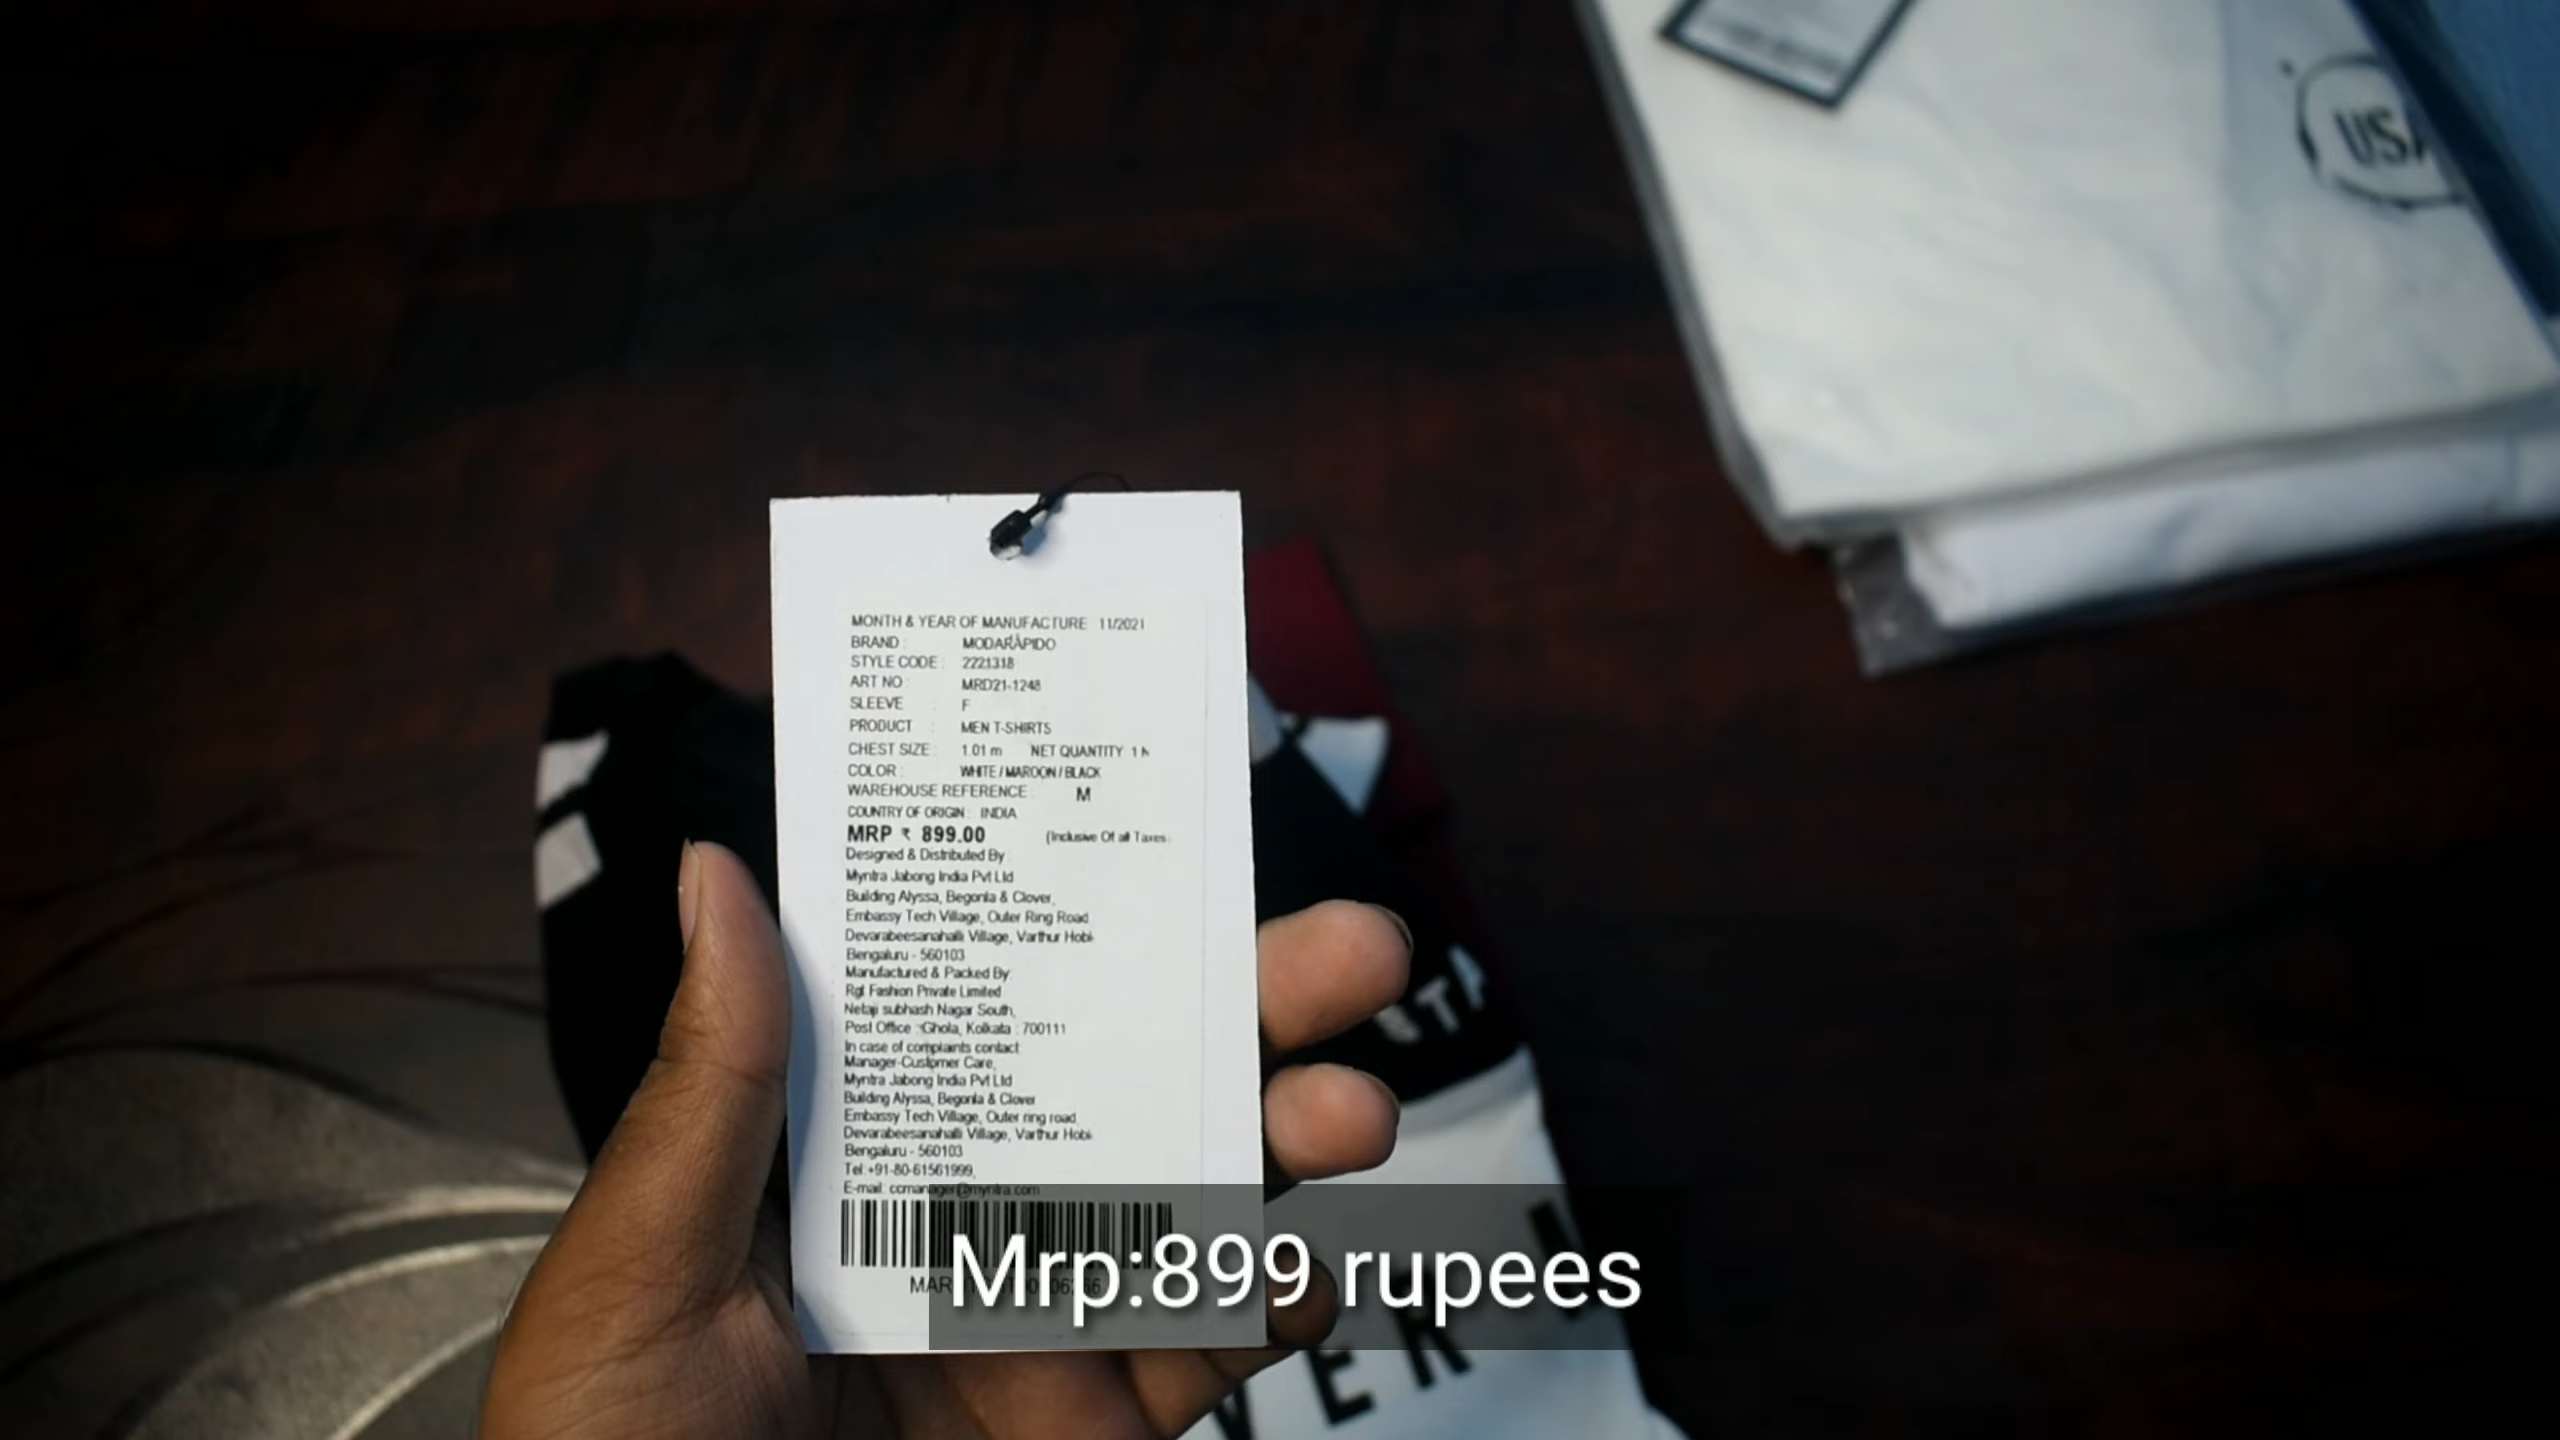 USA
MONTH & YEAR OF MANUFACTURE 11/2021
BRAND : MODARAPIDO
STYLE CODE : 2221318
ART NO : MRD21-1248
SLEEVE : F
PRODUCT : MEN T-SHIRTS
CHEST SIZE : 1.01 m NET QUANTITY 1 N
COLOR : WHITE / MAROON / BLACK
WAREHOUSE REFERENCE : M
COUNTRY OF ORIGIN : INDIA
MRP ₹ 899.00 (Inclusive Of all Taxes
Designed & Distributed By
Myntra Jabong India Pvt Ltd
Building Alyssa, Begonia & Clover,
Embassy Tech Village, Outer Ring Road
Devarabeesanahalli Village, Varthur Hobli
Bengaluru - 560103
Manufactured & Packed By
Rgt Fashion Private Limited
Netaji subhash Nagar South,
Post Office : Ghola, Kolkata : 700111
In case of complaints contact
Manager-Customer Care,
Myntra Jabong India Pvt Ltd
Building Alyssa, Begonia & Clover
Embassy Tech Village, Outer ring road,
Devarabeesanahalli Village, Varthur Hobli
Bengaluru - 560103
Tel:+91-80-61561999,
E-mail: ccmanager@myntra.com
Mrp:899 rupees
STA
VER